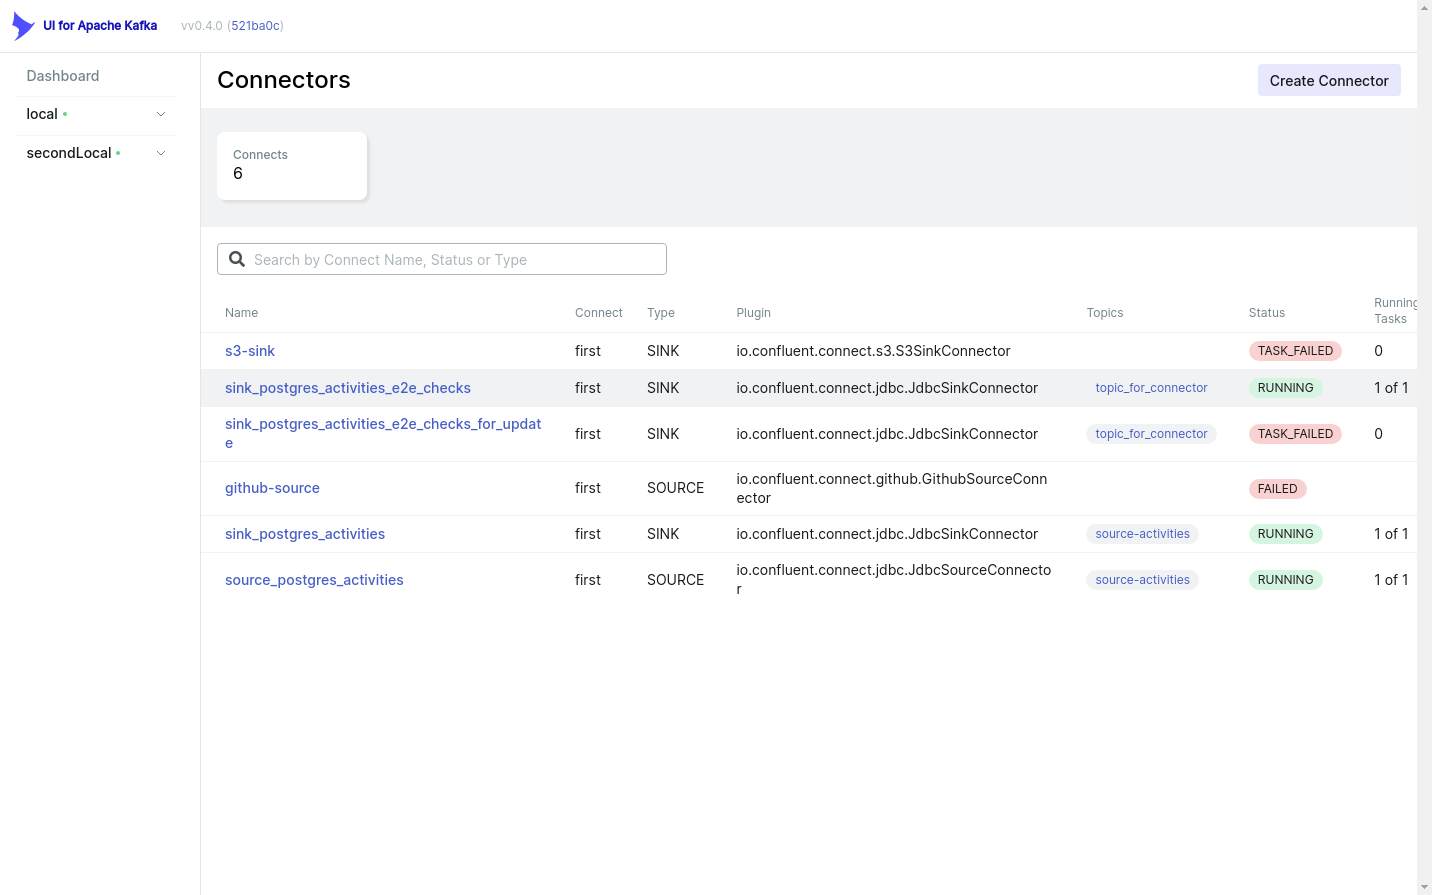 UI for Apache Kafka
vv0.4.0 (521ba0c)
Dashboard
local
secondLocal
Connectors
Create Connector
Connects
6
Search by Connect Name, Status or Type
Name Connect Type Plugin Topics Status Running
Tasks
s3-sink first SINK io.confluent.connect.s3.S3SinkConnector TASK_FAILED 0
sink_postgres_activities_e2e_checks first SINK io.confluent.connect.jdbc.JdbcSinkConnector topic_for_connector RUNNING 1 of 1
sink_postgres_activities_e2e_checks_for_updat
e
first SINK io.confluent.connect.jdbc.JdbcSinkConnector topic_for_connector TASK_FAILED 0
github-source first SOURCE io.confluent.connect.github.GithubSourceConn
ector
FAILED
sink_postgres_activities first SINK io.confluent.connect.jdbc.JdbcSinkConnector source-activities RUNNING 1 of 1
source_postgres_activities first SOURCE io.confluent.connect.jdbc.JdbcSourceConnecto
r
source-activities RUNNING 1 of 1